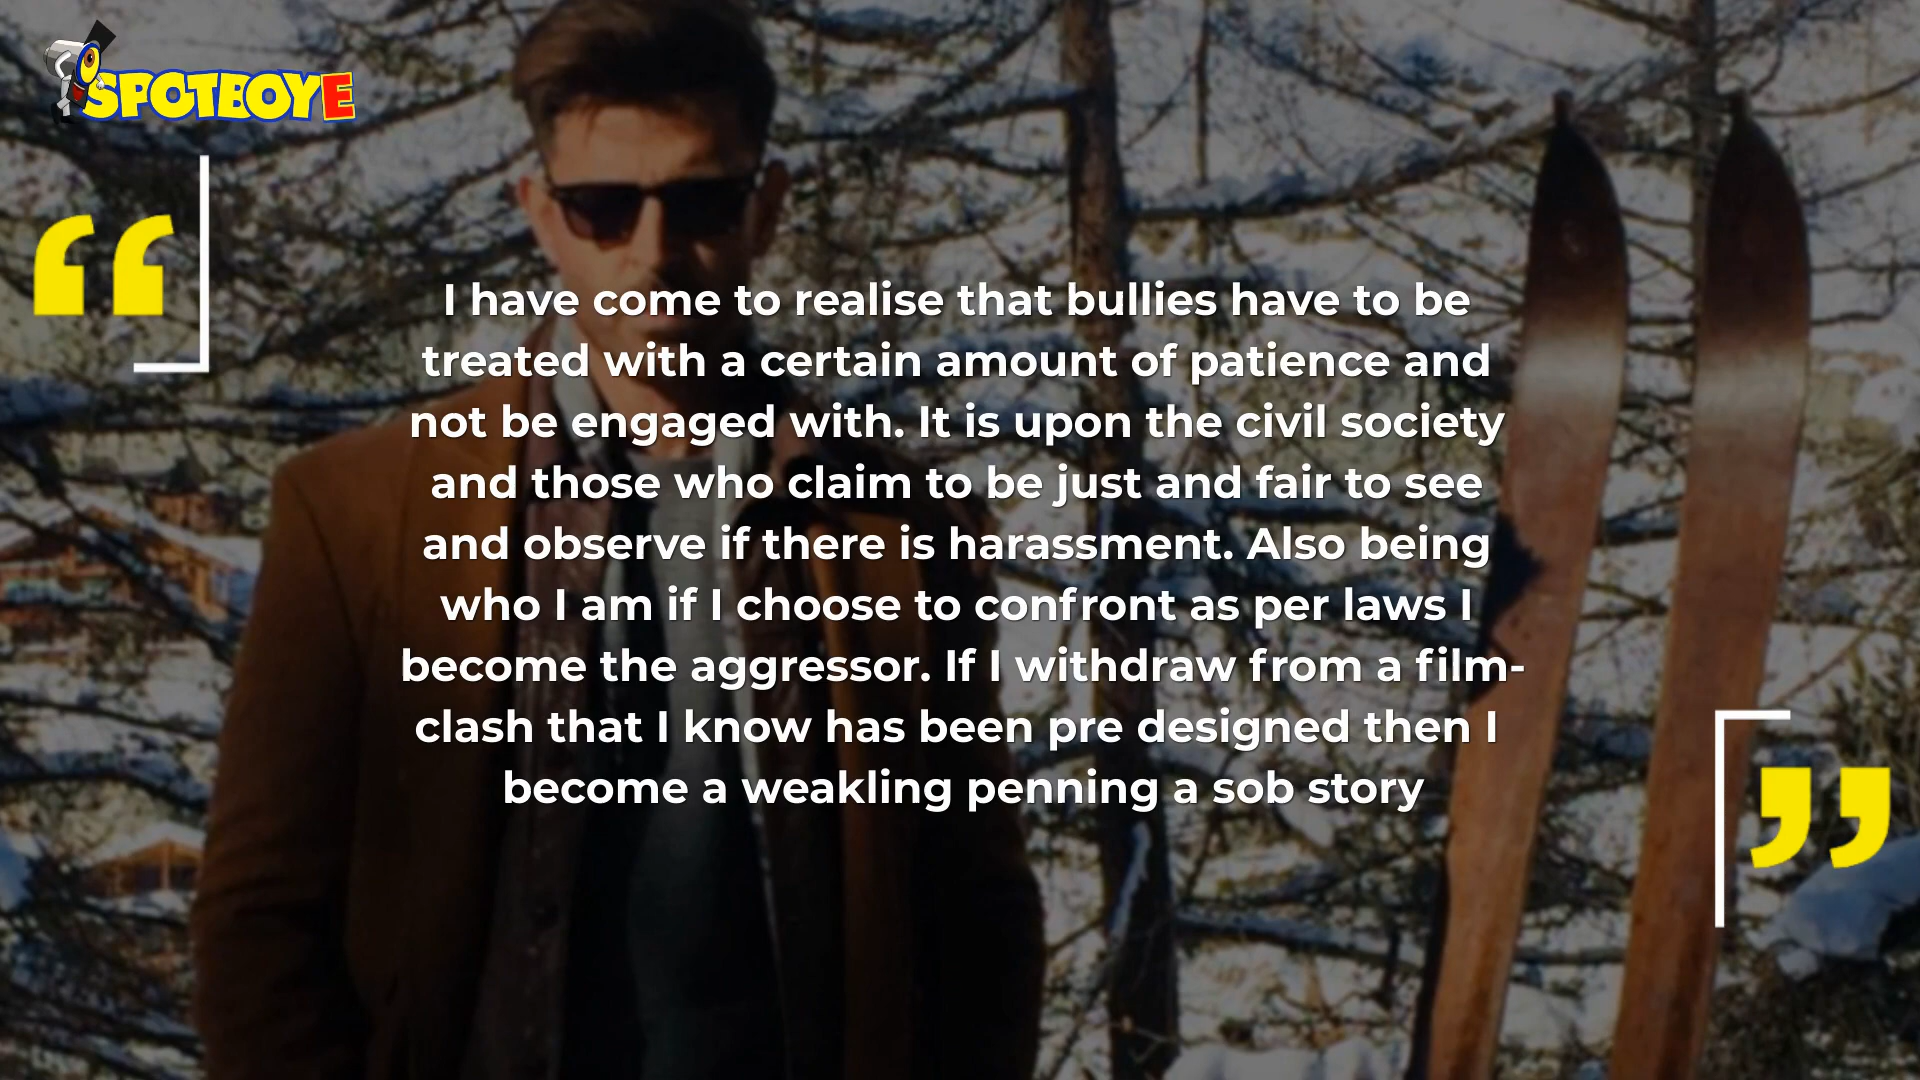 SPOTBOYE
“
I have come to realise that bullies have to be
treated with a certain amount of patience and
not be engaged with. It is upon the civil society
and those who claim to be just and fair to see
and observe if there is harassment. Also being
who I am if I choose to confront as per laws I
become the aggressor. If I withdraw from a film-
clash that I know has been pre designed then I
become a weakling penning a sob story
”